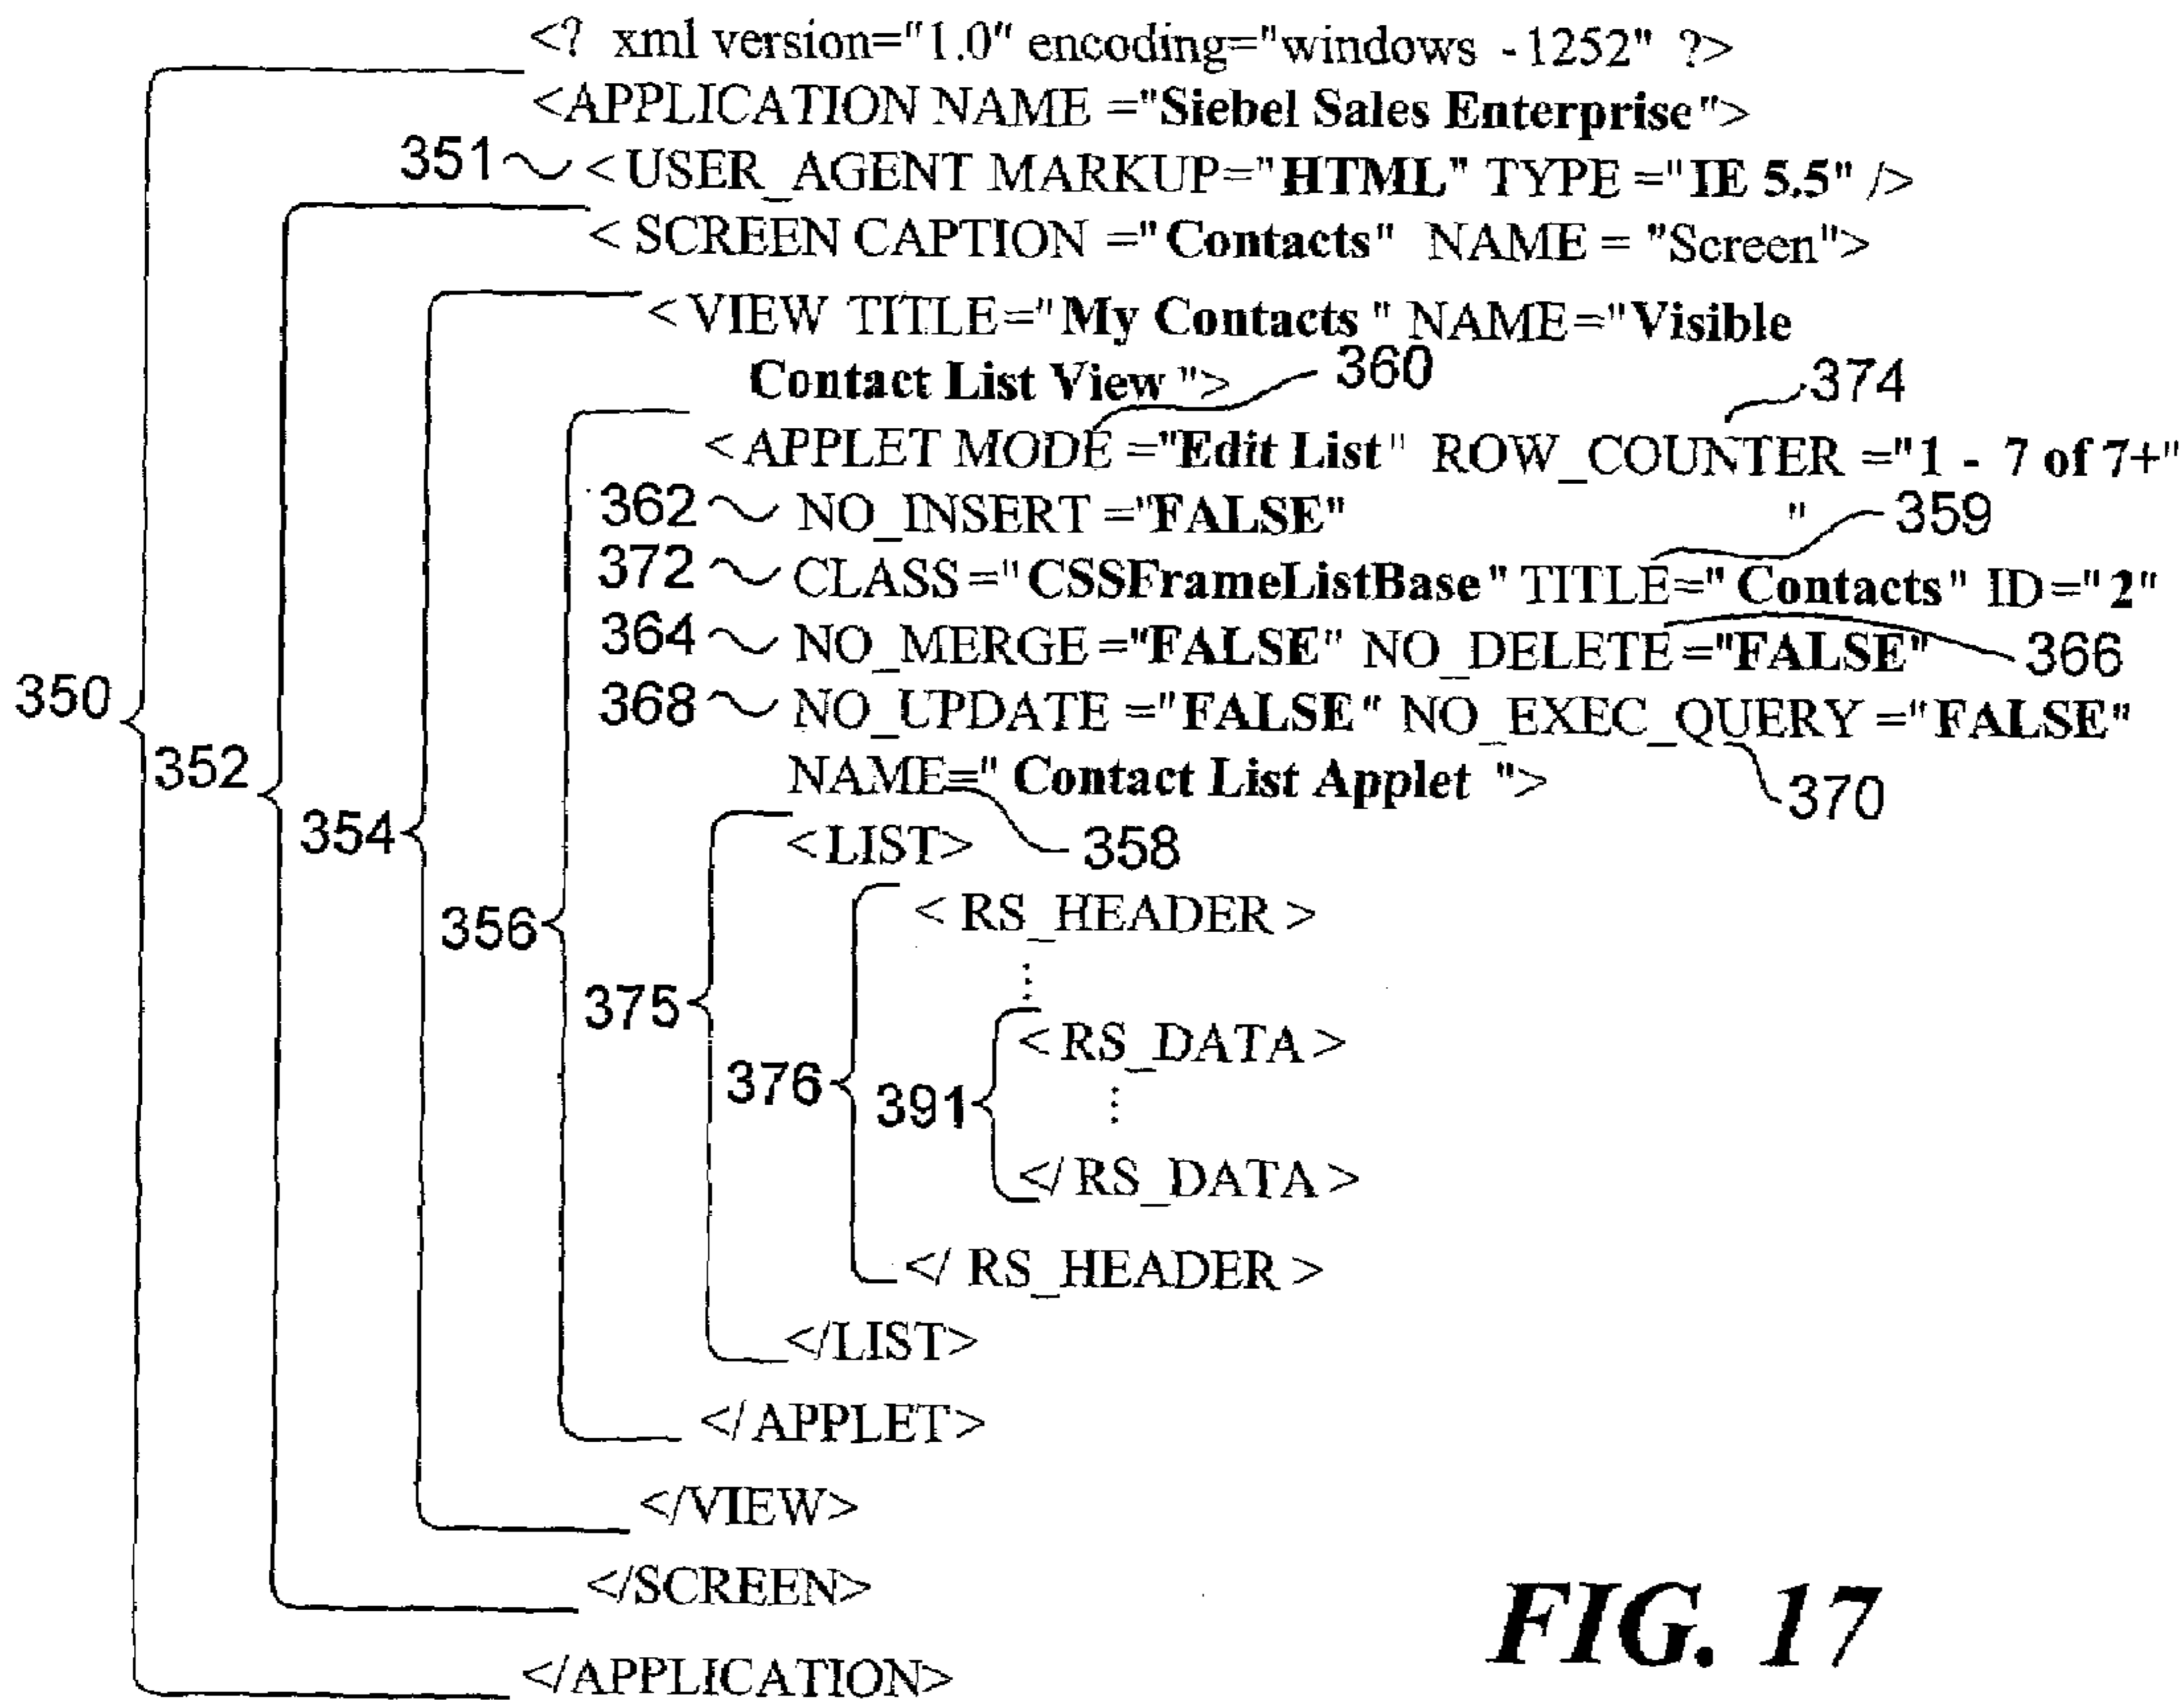 <? xml version="1.0" encoding="windows -1252" ?>
<APPLICATION NAME ="Siebel Sales Enterprise">
351 < USER_AGENT MARKUP="HTML" TYPE ="IE 5.5" />
< SCREEN CAPTION ="Contacts" NAME = "Screen">
< VIEW TITLE="My Contacts " NAME="Visible
Contact List View "> 360
374
< APPLET MODE ="Edit List" ROW_COUNTER ="1 - 7 of 7+"
362 NO_INSERT ="FALSE" " 359
372 CLASS ="CSSFrameListBase" TITLE=" Contacts" ID ="2"
364 NO_MERGE ="FALSE" NO_DELETE ="FALSE" 366
350 368 NO_UPDATE ="FALSE" NO_EXEC_QUERY ="FALSE"
352 NAME=" Contact List Applet "> 370
354 <LIST> 358
356 < RS_HEADER >
⋮
375
<RS_DATA >
376 391 ⋮
</ RS_DATA >
</ RS_HEADER >
</LIST>
</APPLET>
</VIEW>
</SCREEN>
</APPLICATION>
FIG. 17